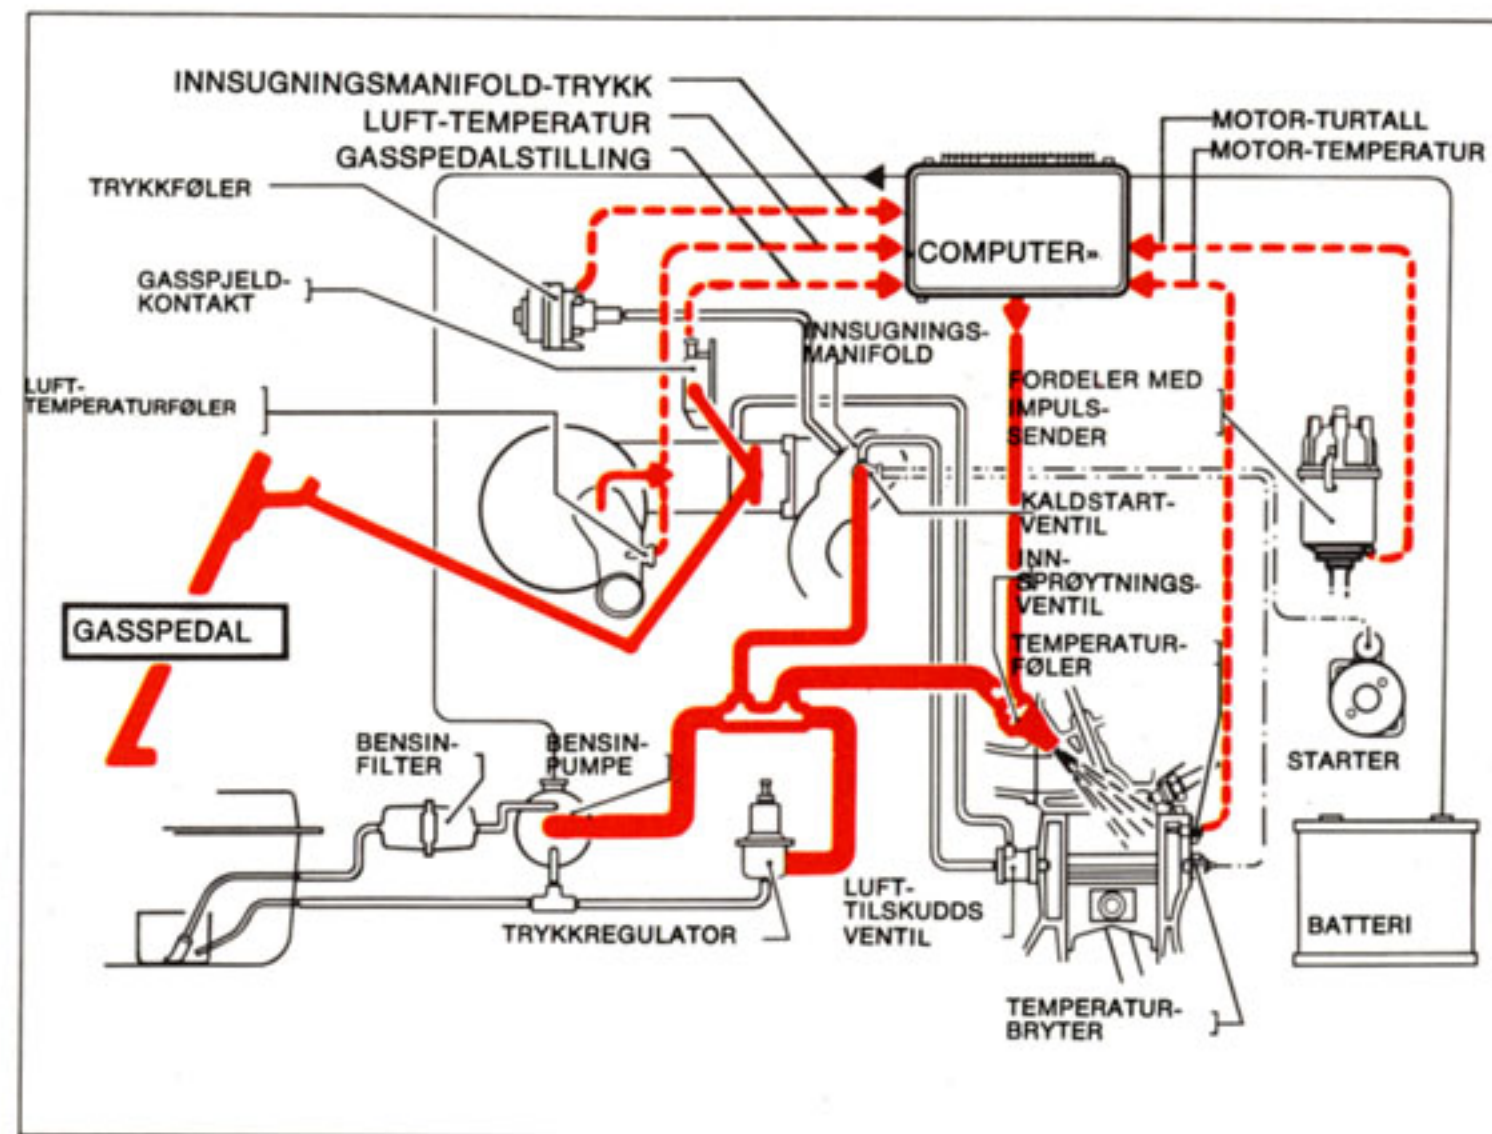 INNSUGNINGSMANIFOLD-TRYKK
LUFT-TEMPERATUR
GASSPEDALSTILLING
MOTOR-TURTALL
MOTOR-TEMPERATUR
TRYKKFØLER
«COMPUTER»
GASSPJELD-
KONTAKT
INNSUGNINGS-
MANIFOLD
LUFT-
TEMPERATURFØLER
FORDELER MED
IMPULS-
SENDER
KALDSTART-
VENTIL
INN-
SPRØYTNINGS-
VENTIL
GASSPEDAL
TEMPERATUR-
FØLER
BENSIN-
FILTER
BENSIN-
PUMPE
STARTER
LUFT-
TILSKUDDS
VENTIL
TRYKKREGULATOR
BATTERI
TEMPERATUR-
BRYTER